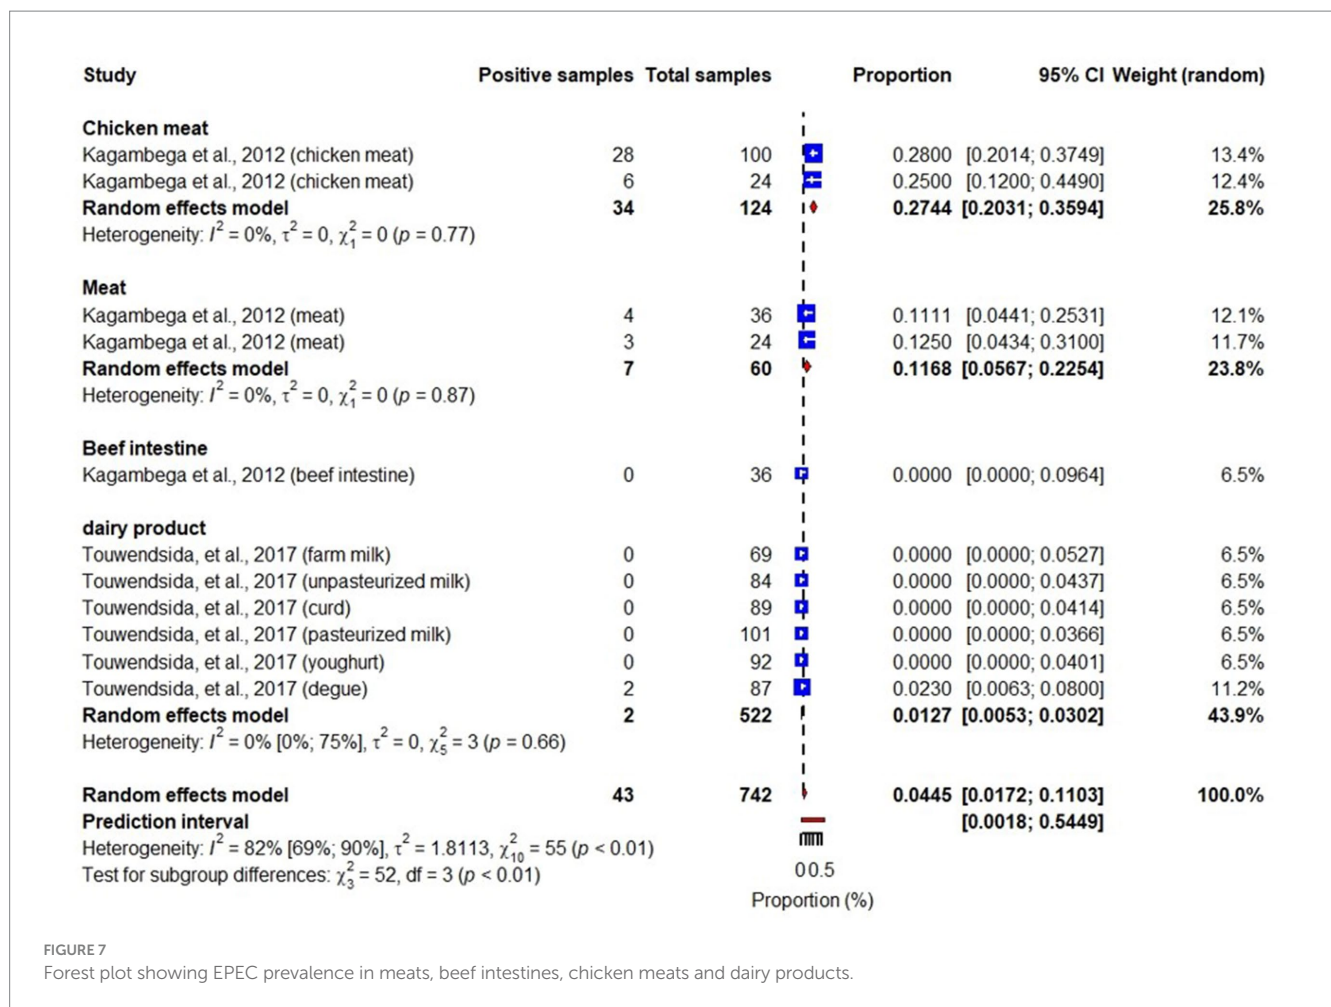 Study Positive samples Total samples Proportion 95% CI Weight (random)
Chicken meat
Kagambega et al., 2012 (chicken meat) 28 100 0.2800 [0.2014; 0.3749] 13.4%
Kagambega et al., 2012 (chicken meat) 6 24 0.2500 [0.1200; 0.4490] 12.4%
Random effects model 34 124 0.2744 [0.2031; 0.3594] 25.8%
Heterogeneity: I² = 0%, τ² = 0, χ²₁ = 0 (p = 0.77)
Meat
Kagambega et al., 2012 (meat) 4 36 0.1111 [0.0441; 0.2531] 12.1%
Kagambega et al., 2012 (meat) 3 24 0.1250 [0.0434; 0.3100] 11.7%
Random effects model 7 60 0.1168 [0.0567; 0.2254] 23.8%
Heterogeneity: I² = 0%, τ² = 0, χ²₁ = 0 (p = 0.87)
Beef intestine
Kagambega et al., 2012 (beef intestine) 0 36 0.0000 [0.0000; 0.0964] 6.5%
dairy product
Touwendsida, et al., 2017 (farm milk) 0 69 0.0000 [0.0000; 0.0527] 6.5%
Touwendsida, et al., 2017 (unpasteurized milk) 0 84 0.0000 [0.0000; 0.0437] 6.5%
Touwendsida, et al., 2017 (curd) 0 89 0.0000 [0.0000; 0.0414] 6.5%
Touwendsida, et al., 2017 (pasteurized milk) 0 101 0.0000 [0.0000; 0.0366] 6.5%
Touwendsida, et al., 2017 (youghurt) 0 92 0.0000 [0.0000; 0.0401] 6.5%
Touwendsida, et al., 2017 (degue) 2 87 0.0230 [0.0063; 0.0800] 11.2%
Random effects model 2 522 0.0127 [0.0053; 0.0302] 43.9%
Heterogeneity: I² = 0% [0%; 75%], τ² = 0, χ²₅ = 3 (p = 0.66)
Random effects model 43 742 0.0445 [0.0172; 0.1103] 100.0%
Prediction interval [0.0018; 0.5449]
Heterogeneity: I² = 82% [69%; 90%], τ² = 1.8113, χ²₁₀ = 55 (p < 0.01)
Test for subgroup differences: χ²₃ = 52, df = 3 (p < 0.01)
0 0.5
Proportion (%)
FIGURE 7
Forest plot showing EPEC prevalence in meats, beef intestines, chicken meats and dairy products.